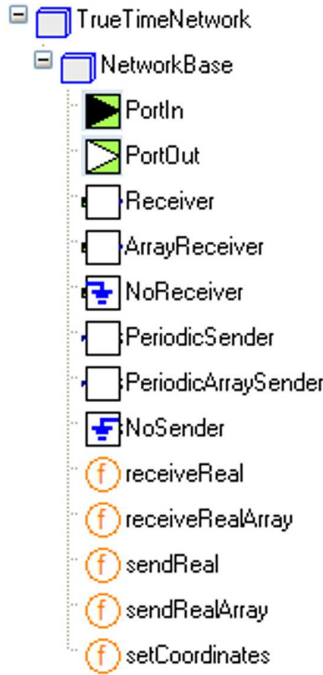 TrueTimeNetwork
NetworkBase
PortIn
PortOut
Receiver
ArrayReceiver
NoReceiver
PeriodicSender
PeriodicArraySender
NoSender
f receiveReal
f receiveRealArray
f sendReal
f sendRealArray
f setCoordinates